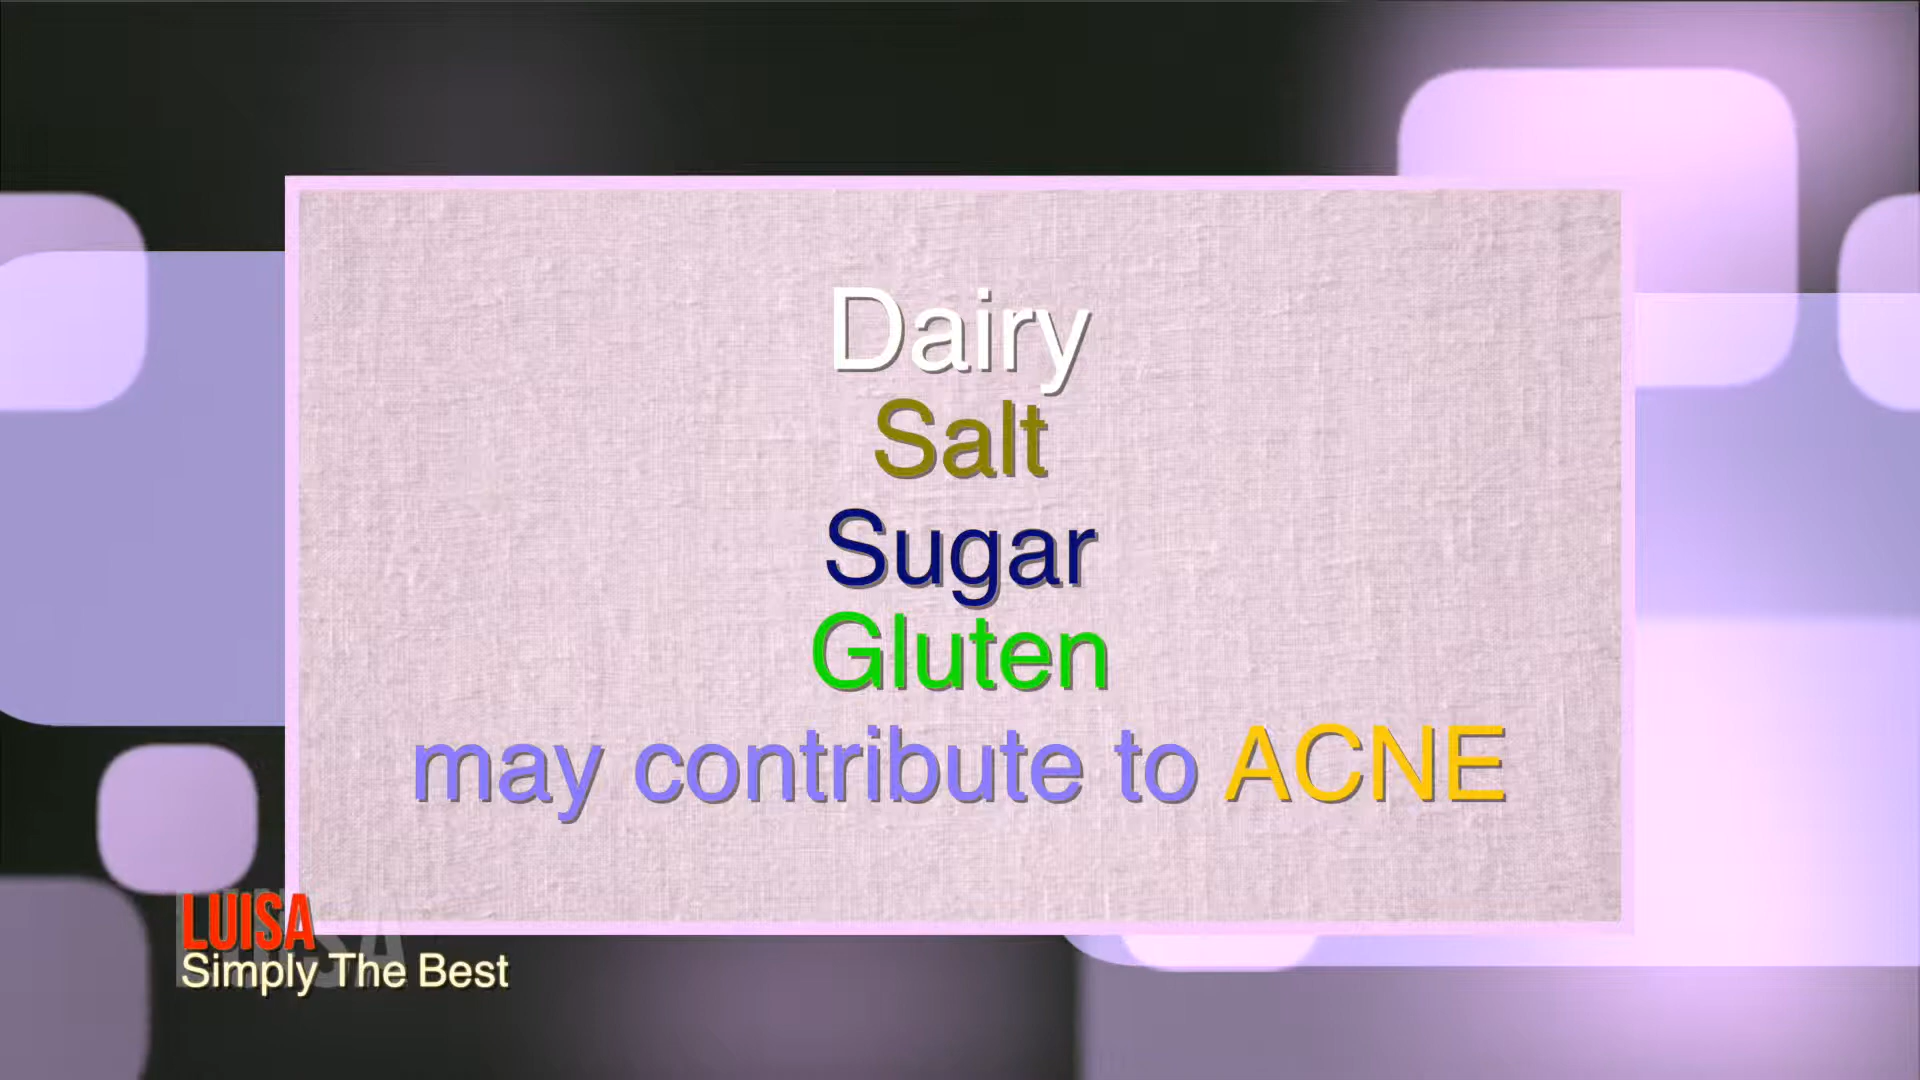 Dairy
Salt
Sugar
Gluten
may contribute to ACNE
LUISA
Simply The Best